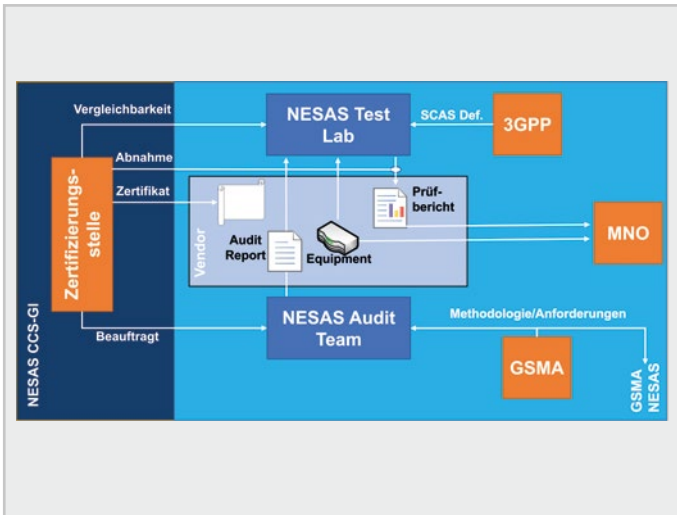 Vergleichbarkeit
NESAS Test
Lab
SCAS Def.
3GPP
Abnahme
Zertifikat
Zertifizierungs-
stelle
Prüf-
bericht
Audit
Report
Equipment
Vendor
MNO
NESAS CCS-GI
Beauftragt
NESAS Audit
Team
Methodologie/Anforderungen
GSMA
GSMA
NESAS